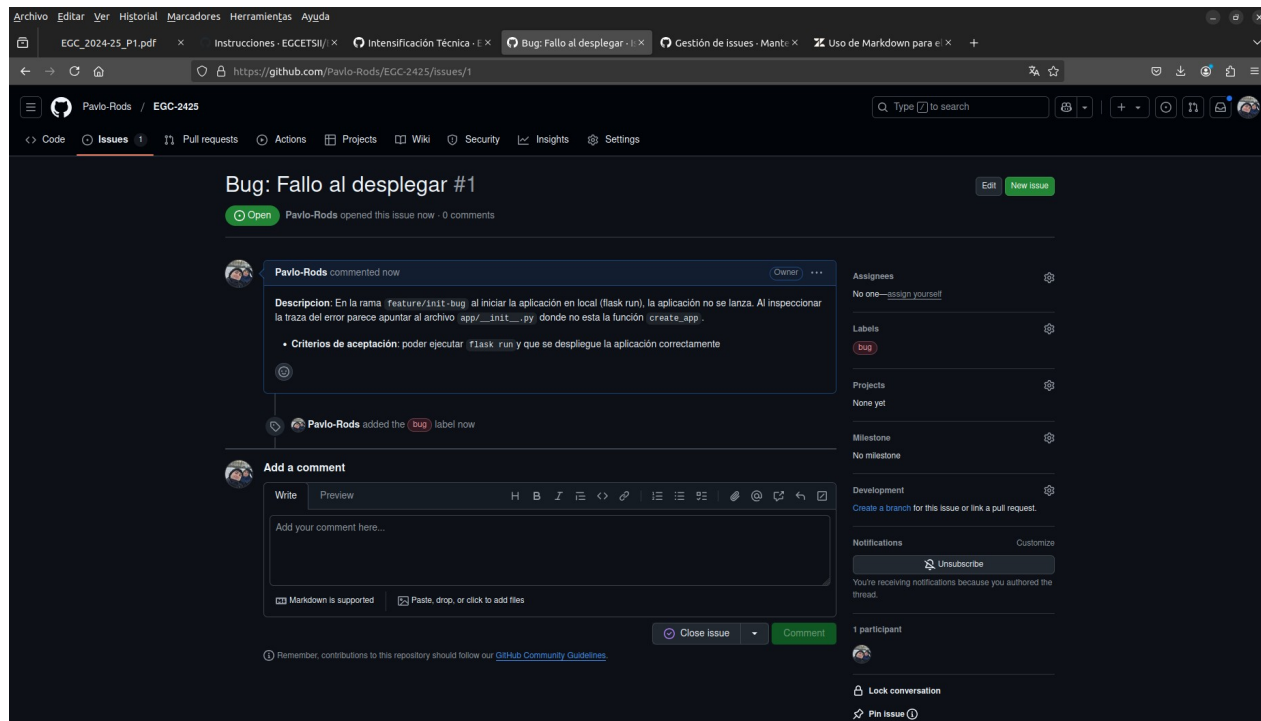 Archivo Editar Ver Historial Marcadores Herramientas Ayuda
EGC_2024-25_P1.pdf
Instrucciones · EGCETSII/
Intensificación Técnica · E
Bug: Fallo al desplegar · I
Gestión de issues · Mante
Uso de Markdown para el
https://github.com/Pavlo-Rods/EGC-2425/issues/1
Pavlo-Rods / EGC-2425
Type / to search
Code Issues 1 Pull requests Actions Projects Wiki Security Insights Settings
Bug: Fallo al desplegar #1
Edit New issue
Open Pavlo-Rods opened this issue now · 0 comments
Pavlo-Rods commented now Owner
Descripcion: En la rama feature/init-bug al iniciar la aplicación en local (flask run), la aplicación no se lanza. Al inspeccionar
la traza del error parece apuntar al archivo app/__init__.py donde no esta la función create_app.
• Criterios de aceptación: poder ejecutar flask run y que se despliegue la aplicación correctamente
Pavlo-Rods added the bug label now
Add a comment
Write Preview
Add your comment here...
Markdown is supported Paste, drop, or click to add files
Close issue Comment
Remember, contributions to this repository should follow our GitHub Community Guidelines.
Assignees
No one—assign yourself
Labels
bug
Projects
None yet
Milestone
No milestone
Development
Create a branch for this issue or link a pull request.
Notifications Customize
Unsubscribe
You're receiving notifications because you authored the
thread.
1 participant
Lock conversation
Pin issue